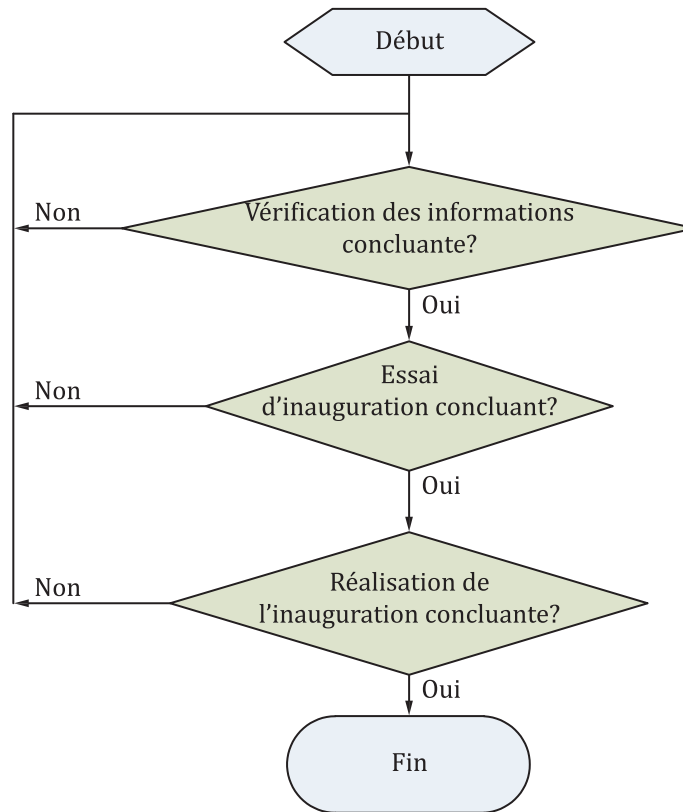 Début
Non
Vérification des informations
concluante?
Oui
Non
Essai
d'inauguration concluant?
Oui
Non
Réalisation de
l'inauguration concluante?
Oui
Fin